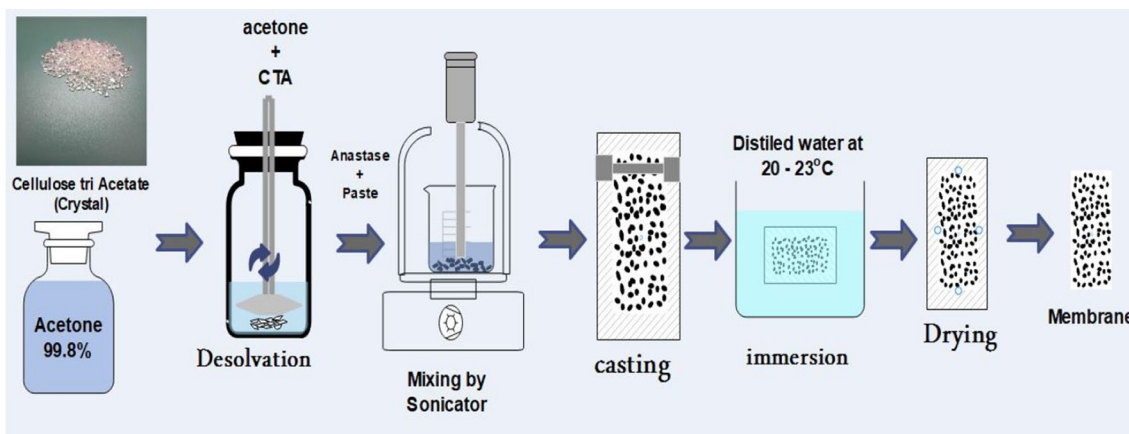 Cellulose tri Acetate
(Crystal)
Acetone
99.8%
acetone
+
CTA
Desolvation
Anastase
+
Paste
Mixing by
Sonicator
casting
Distiled water at
20 - 23°C
immersion
Drying
Membrane